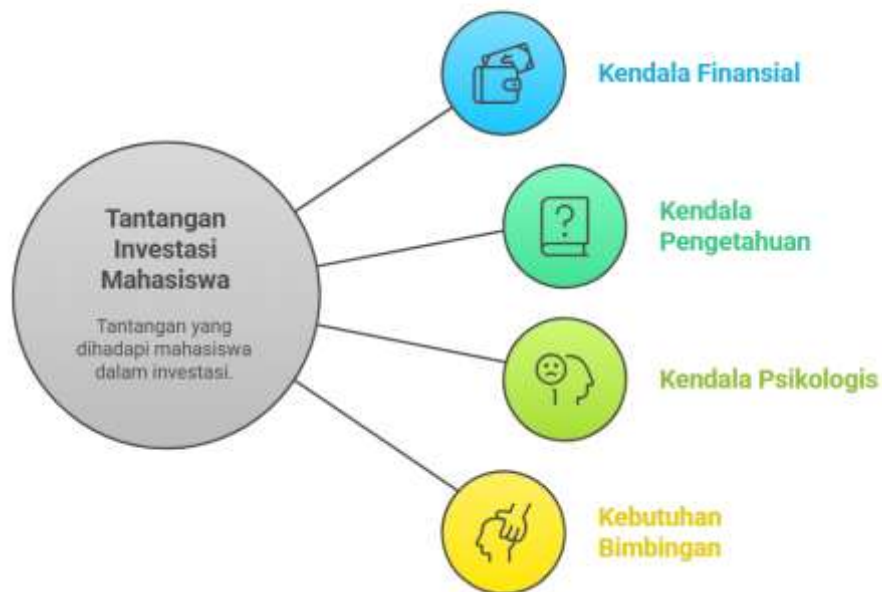 Tantangan
Investasi
Mahasiswa
Tantangan yang
dihadapi mahasiswa
dalam investasi.
Kendala Finansial
Kendala
Pengetahuan
Kendala Psikologis
Kebutuhan
Bimbingan